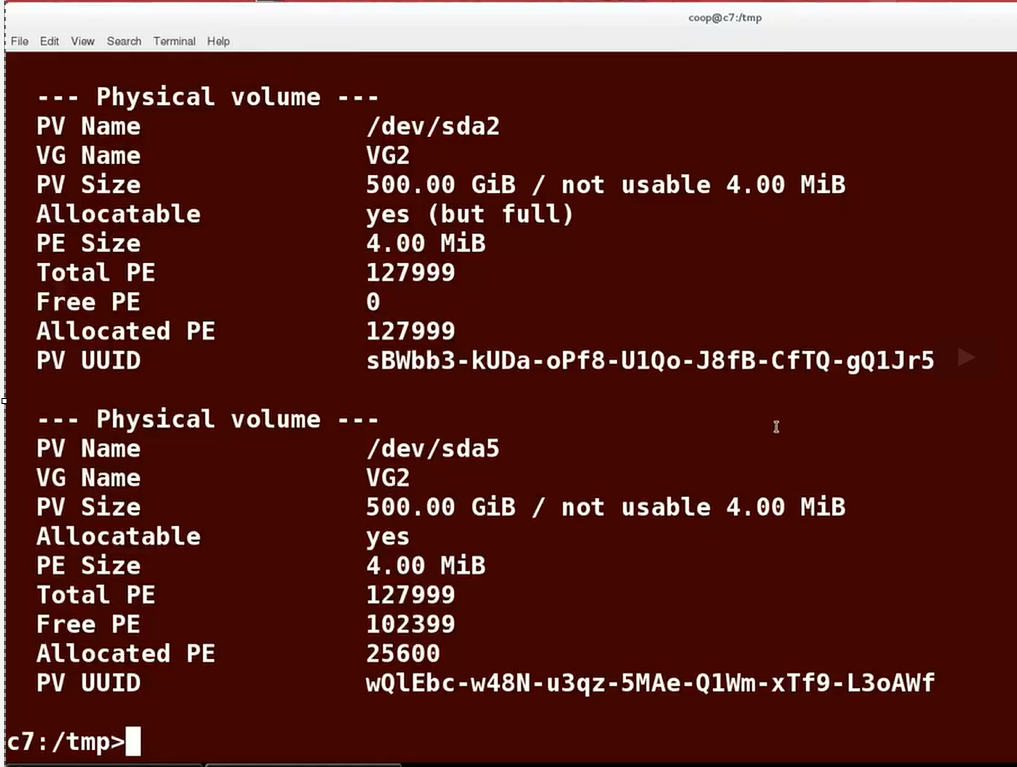 coop@c7:/tmp
File Edit View Search Terminal Help
--- Physical volume ---
PV Name /dev/sda2
VG Name VG2
PV Size 500.00 GiB / not usable 4.00 MiB
Allocatable yes (but full)
PE Size 4.00 MiB
Total PE 127999
Free PE 0
Allocated PE 127999
PV UUID sBWbb3-kUDa-oPf8-U1Qo-J8fB-CfTQ-gQ1Jr5
--- Physical volume ---
PV Name /dev/sda5
VG Name VG2
PV Size 500.00 GiB / not usable 4.00 MiB
Allocatable yes
PE Size 4.00 MiB
Total PE 127999
Free PE 102399
Allocated PE 25600
PV UUID wQlEbc-w48N-u3qz-5MAe-Q1Wm-xTf9-L3oAWf
c7:/tmp>